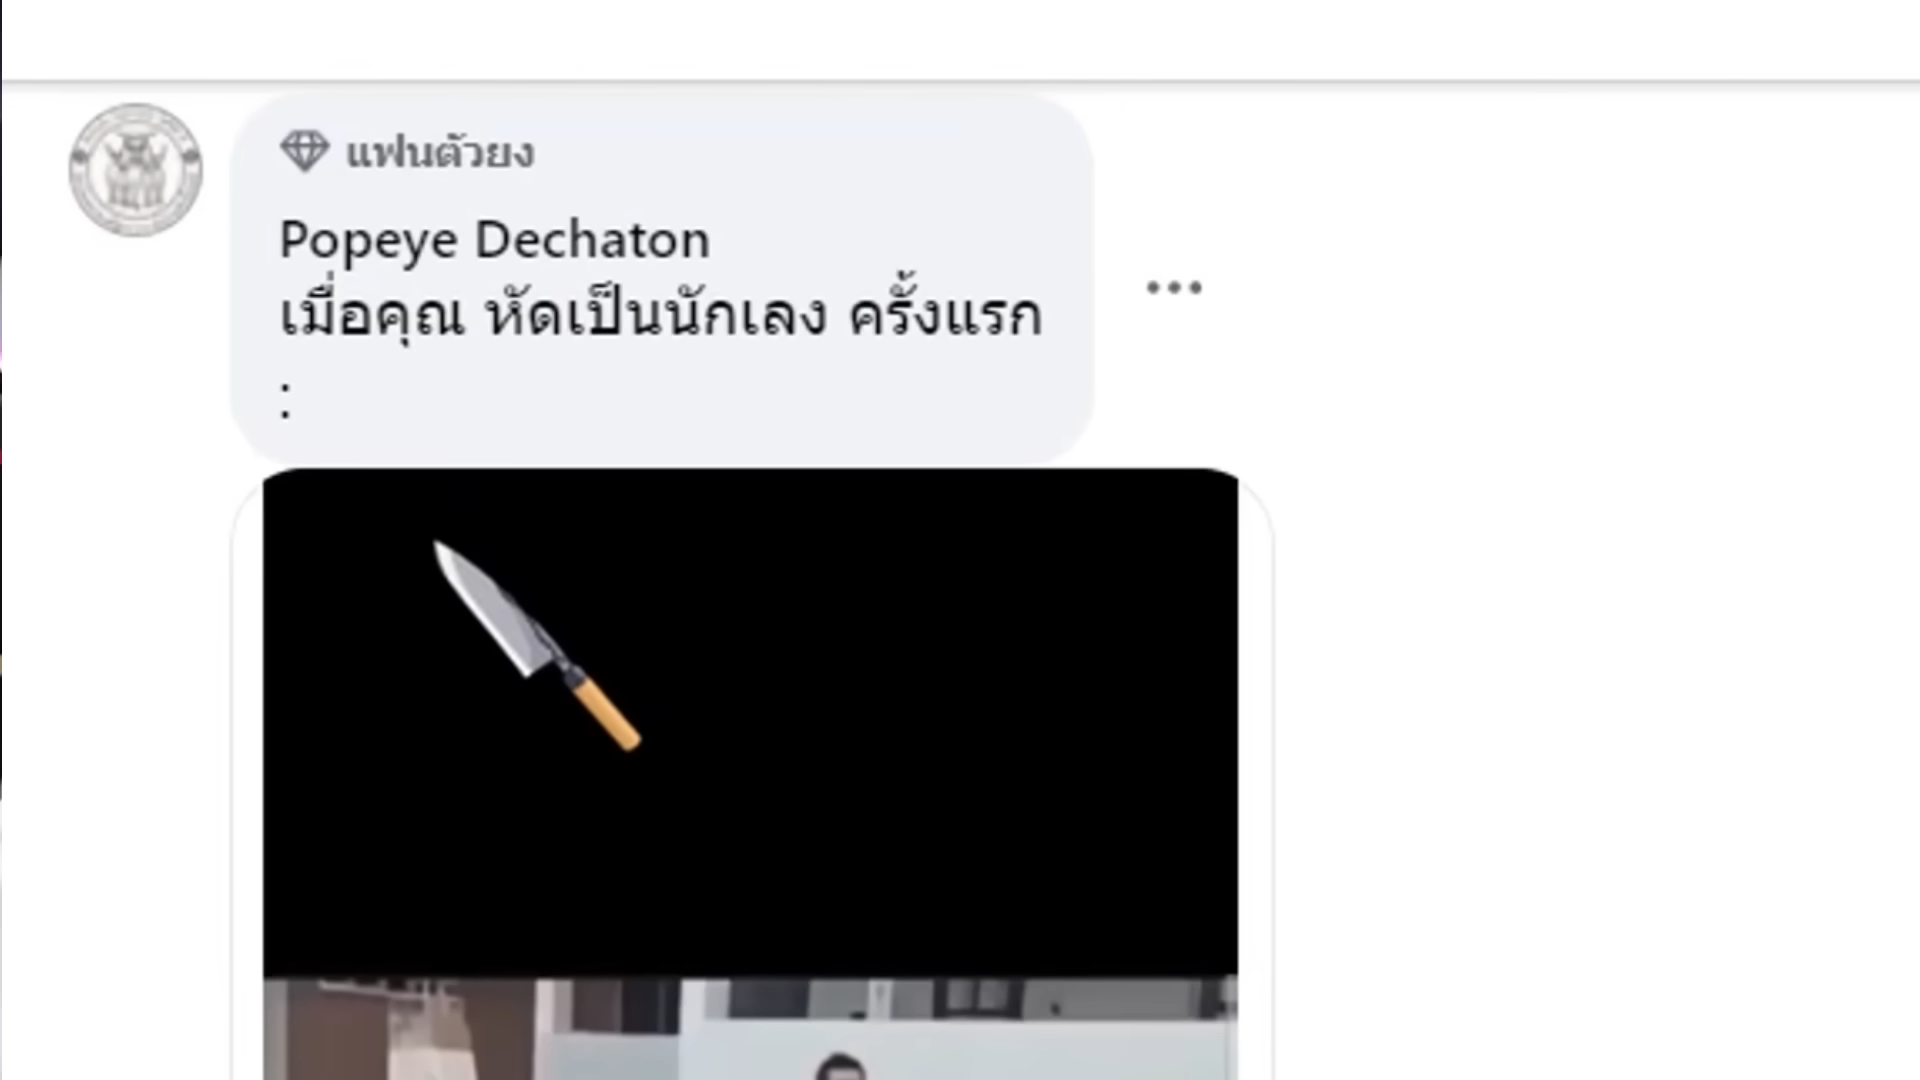 แฟนตัวยง
Popeye Dechaton
เมื่อคุณ หัดเป็นนักเลง ครั้งแรก
: